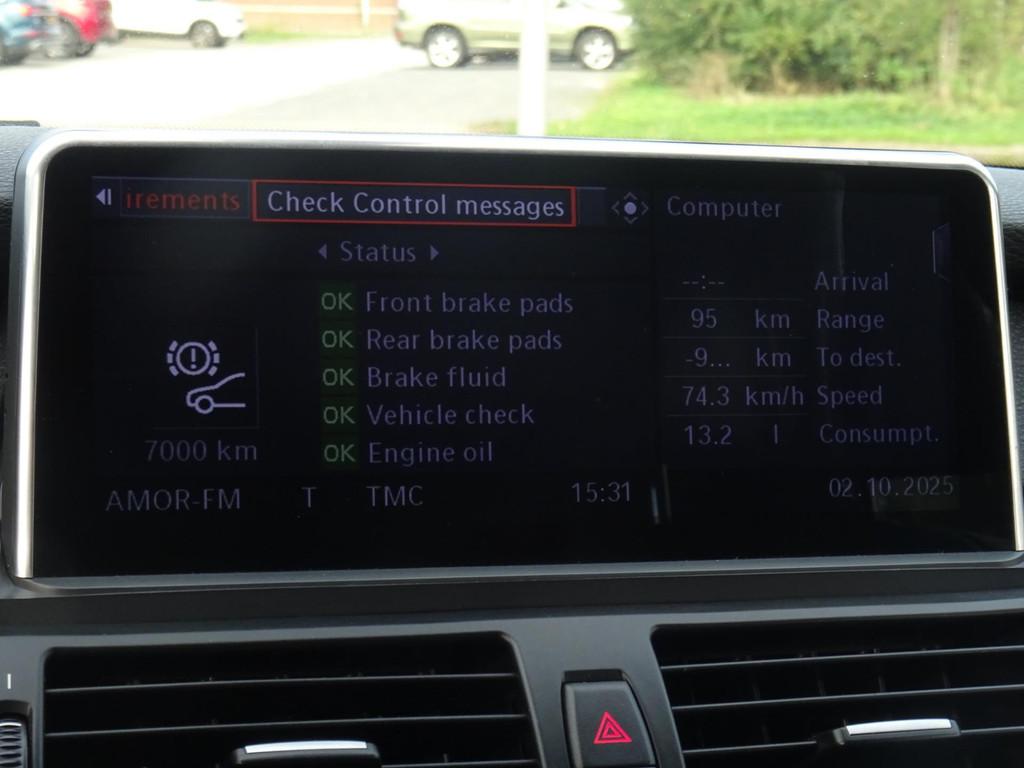 irements Check Control messages
Computer
Status
OK Front brake pads
OK Rear brake pads
OK Brake fluid
OK Vehicle check
OK Engine oil
7000 km
--:-- Arrival
95 km Range
-9... km To dest.
74.3 km/h Speed
13.2 l Consumpt.
AMOR-FM T TMC 15:31 02.10.2025